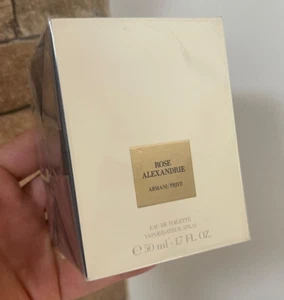 ROSE
ALEXANDRIE
ARMANI/PRIVÉ
EAU DE TOILETTE
VAPORISATEUR SPRAY
℮ 50 ml - 1.7 FL. OZ.